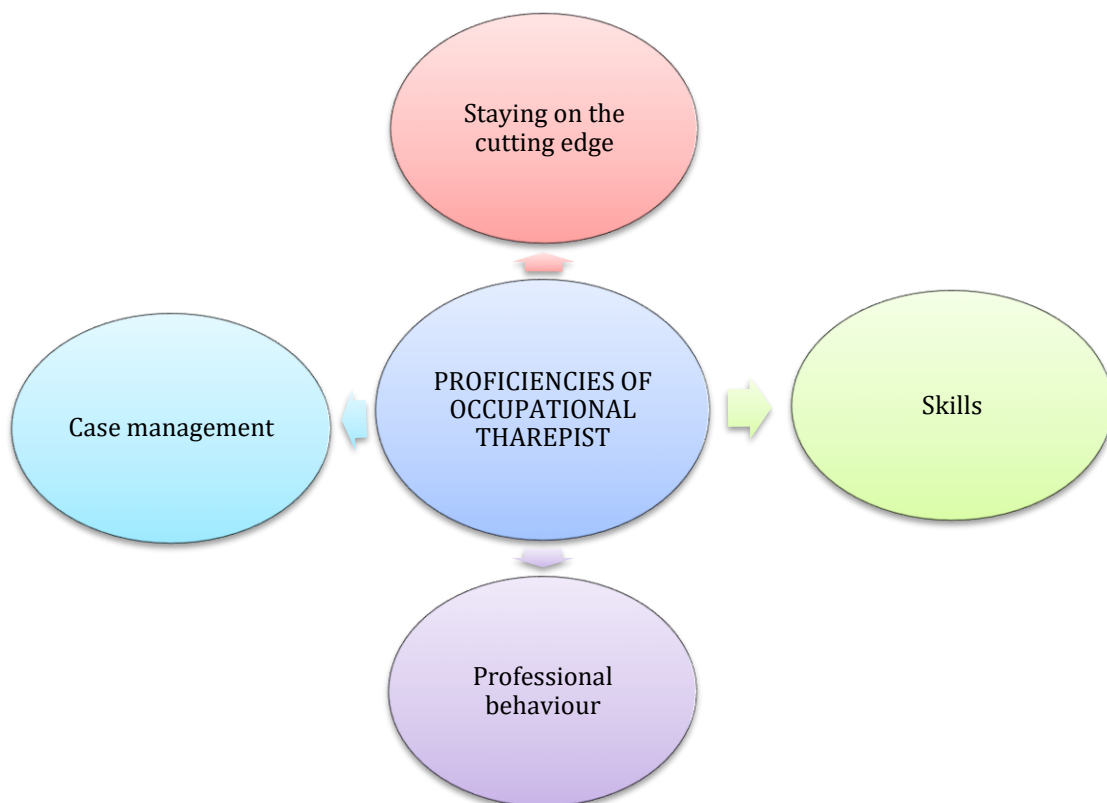 Staying on the
cutting edge
PROFICIENCIES OF
OCCUPATIONAL
THAREPIST
Case management
Skills
Professional
behaviour